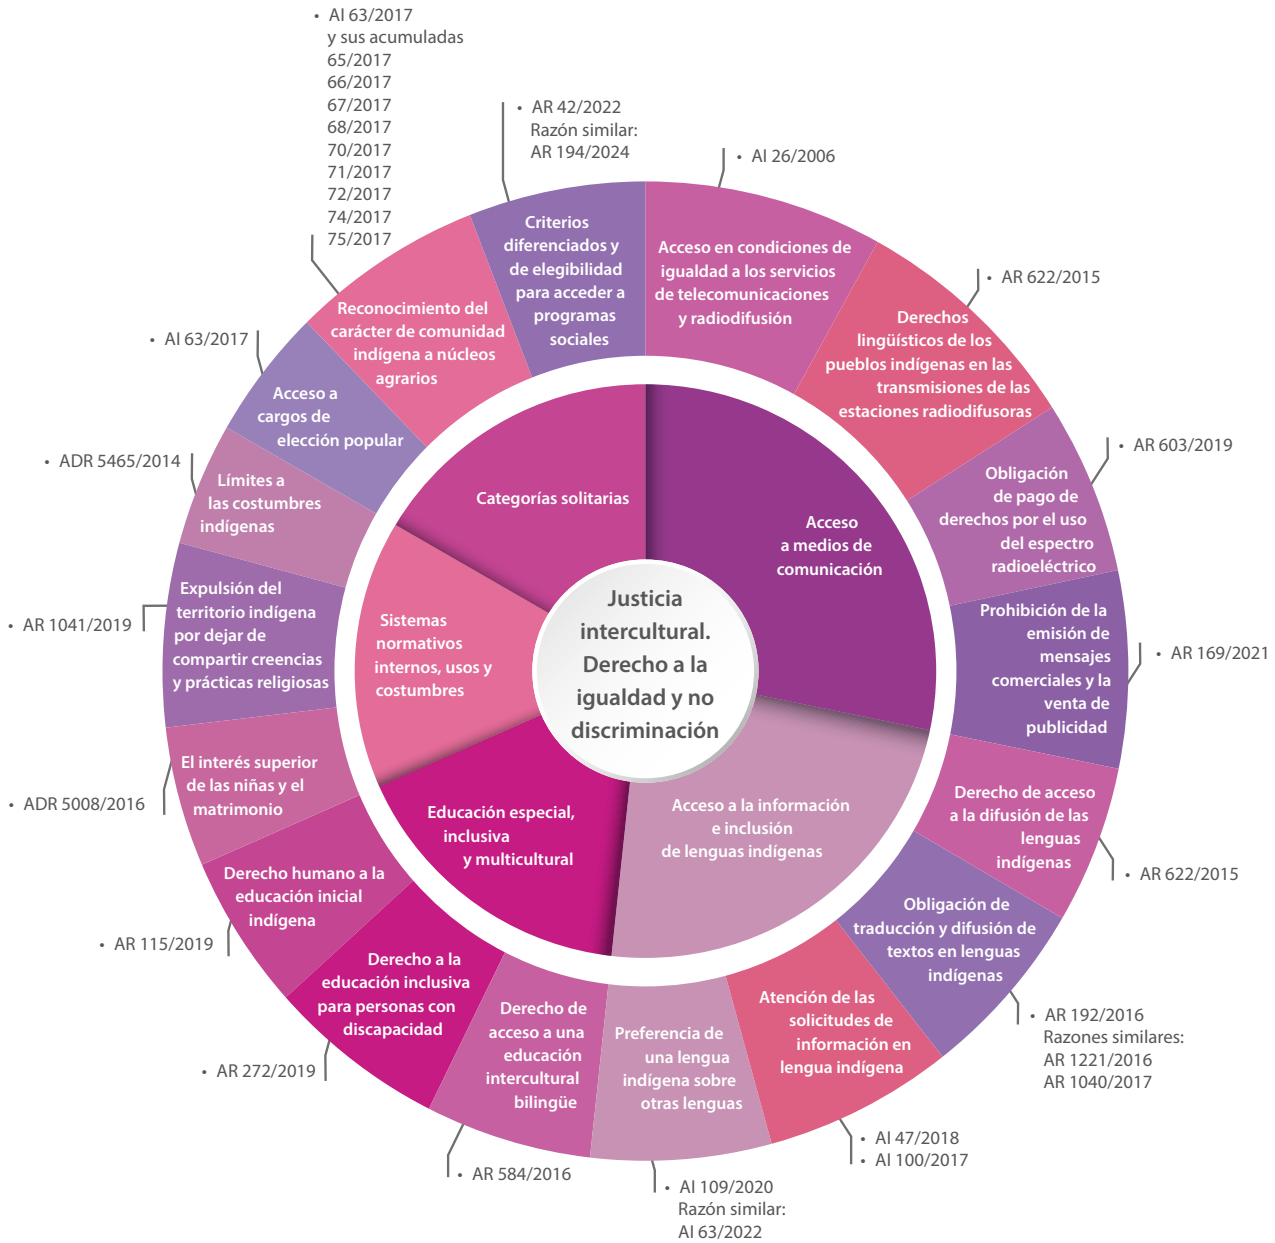 • AI 63/2017
y sus acumuladas
65/2017
66/2017
67/2017
68/2017
70/2017
71/2017
72/2017
74/2017
75/2017
• AR 42/2022
Razón similar:
AR 194/2024
• AI 26/2006
• AR 622/2015
• AR 603/2019
• AR 169/2021
• AR 622/2015
• AR 192/2016
Razones similares:
AR 1221/2016
AR 1040/2017
• AI 47/2018
• AI 100/2017
• AI 109/2020
Razón similar:
AI 63/2022
• AR 584/2016
• AR 272/2019
• AR 115/2019
• ADR 5008/2016
• AR 1041/2019
• ADR 5465/2014
• AI 63/2017
Criterios
diferenciados y
de elegibilidad
para acceder a
programas
sociales
Acceso en condiciones de
igualdad a los servicios
de telecomunicaciones
y radiodifusión
Derechos
lingüísticos de los
pueblos indígenas en las
transmisiones de las
estaciones radiodifusoras
Obligación
de pago de
derechos por el uso
del espectro
radioeléctrico
Prohibición de la
emisión de
mensajes
comerciales y la
venta de
publicidad
Derecho de acceso
a la difusión de las
lenguas
indígenas
Obligación de
traducción y difusión de
textos en lenguas
indígenas
Atención de las
solicitudes de
información en
lengua indígena
Preferencia de
una lengua
indígena sobre
otras lenguas
Derecho de
acceso a una
educación
intercultural
bilingüe
Derecho a la
educación inclusiva
para personas con
discapacidad
Derecho humano a la
educación inicial
indígena
El interés superior
de las niñas y el
matrimonio
Expulsión del
territorio indígena
por dejar de
compartir creencias
y prácticas religiosas
Límites a
las costumbres
indígenas
Acceso a
cargos de
elección popular
Reconocimiento del
carácter de comunidad
indígena a núcleos
agrarios
Categorías solitarias
Acceso
a medios de
comunicación
Acceso a la información
e inclusión
de lenguas indígenas
Educación especial,
inclusiva
y multicultural
Sistemas
normativos
internos, usos y
costumbres
Justicia
intercultural.
Derecho a la
igualdad y no
discriminación